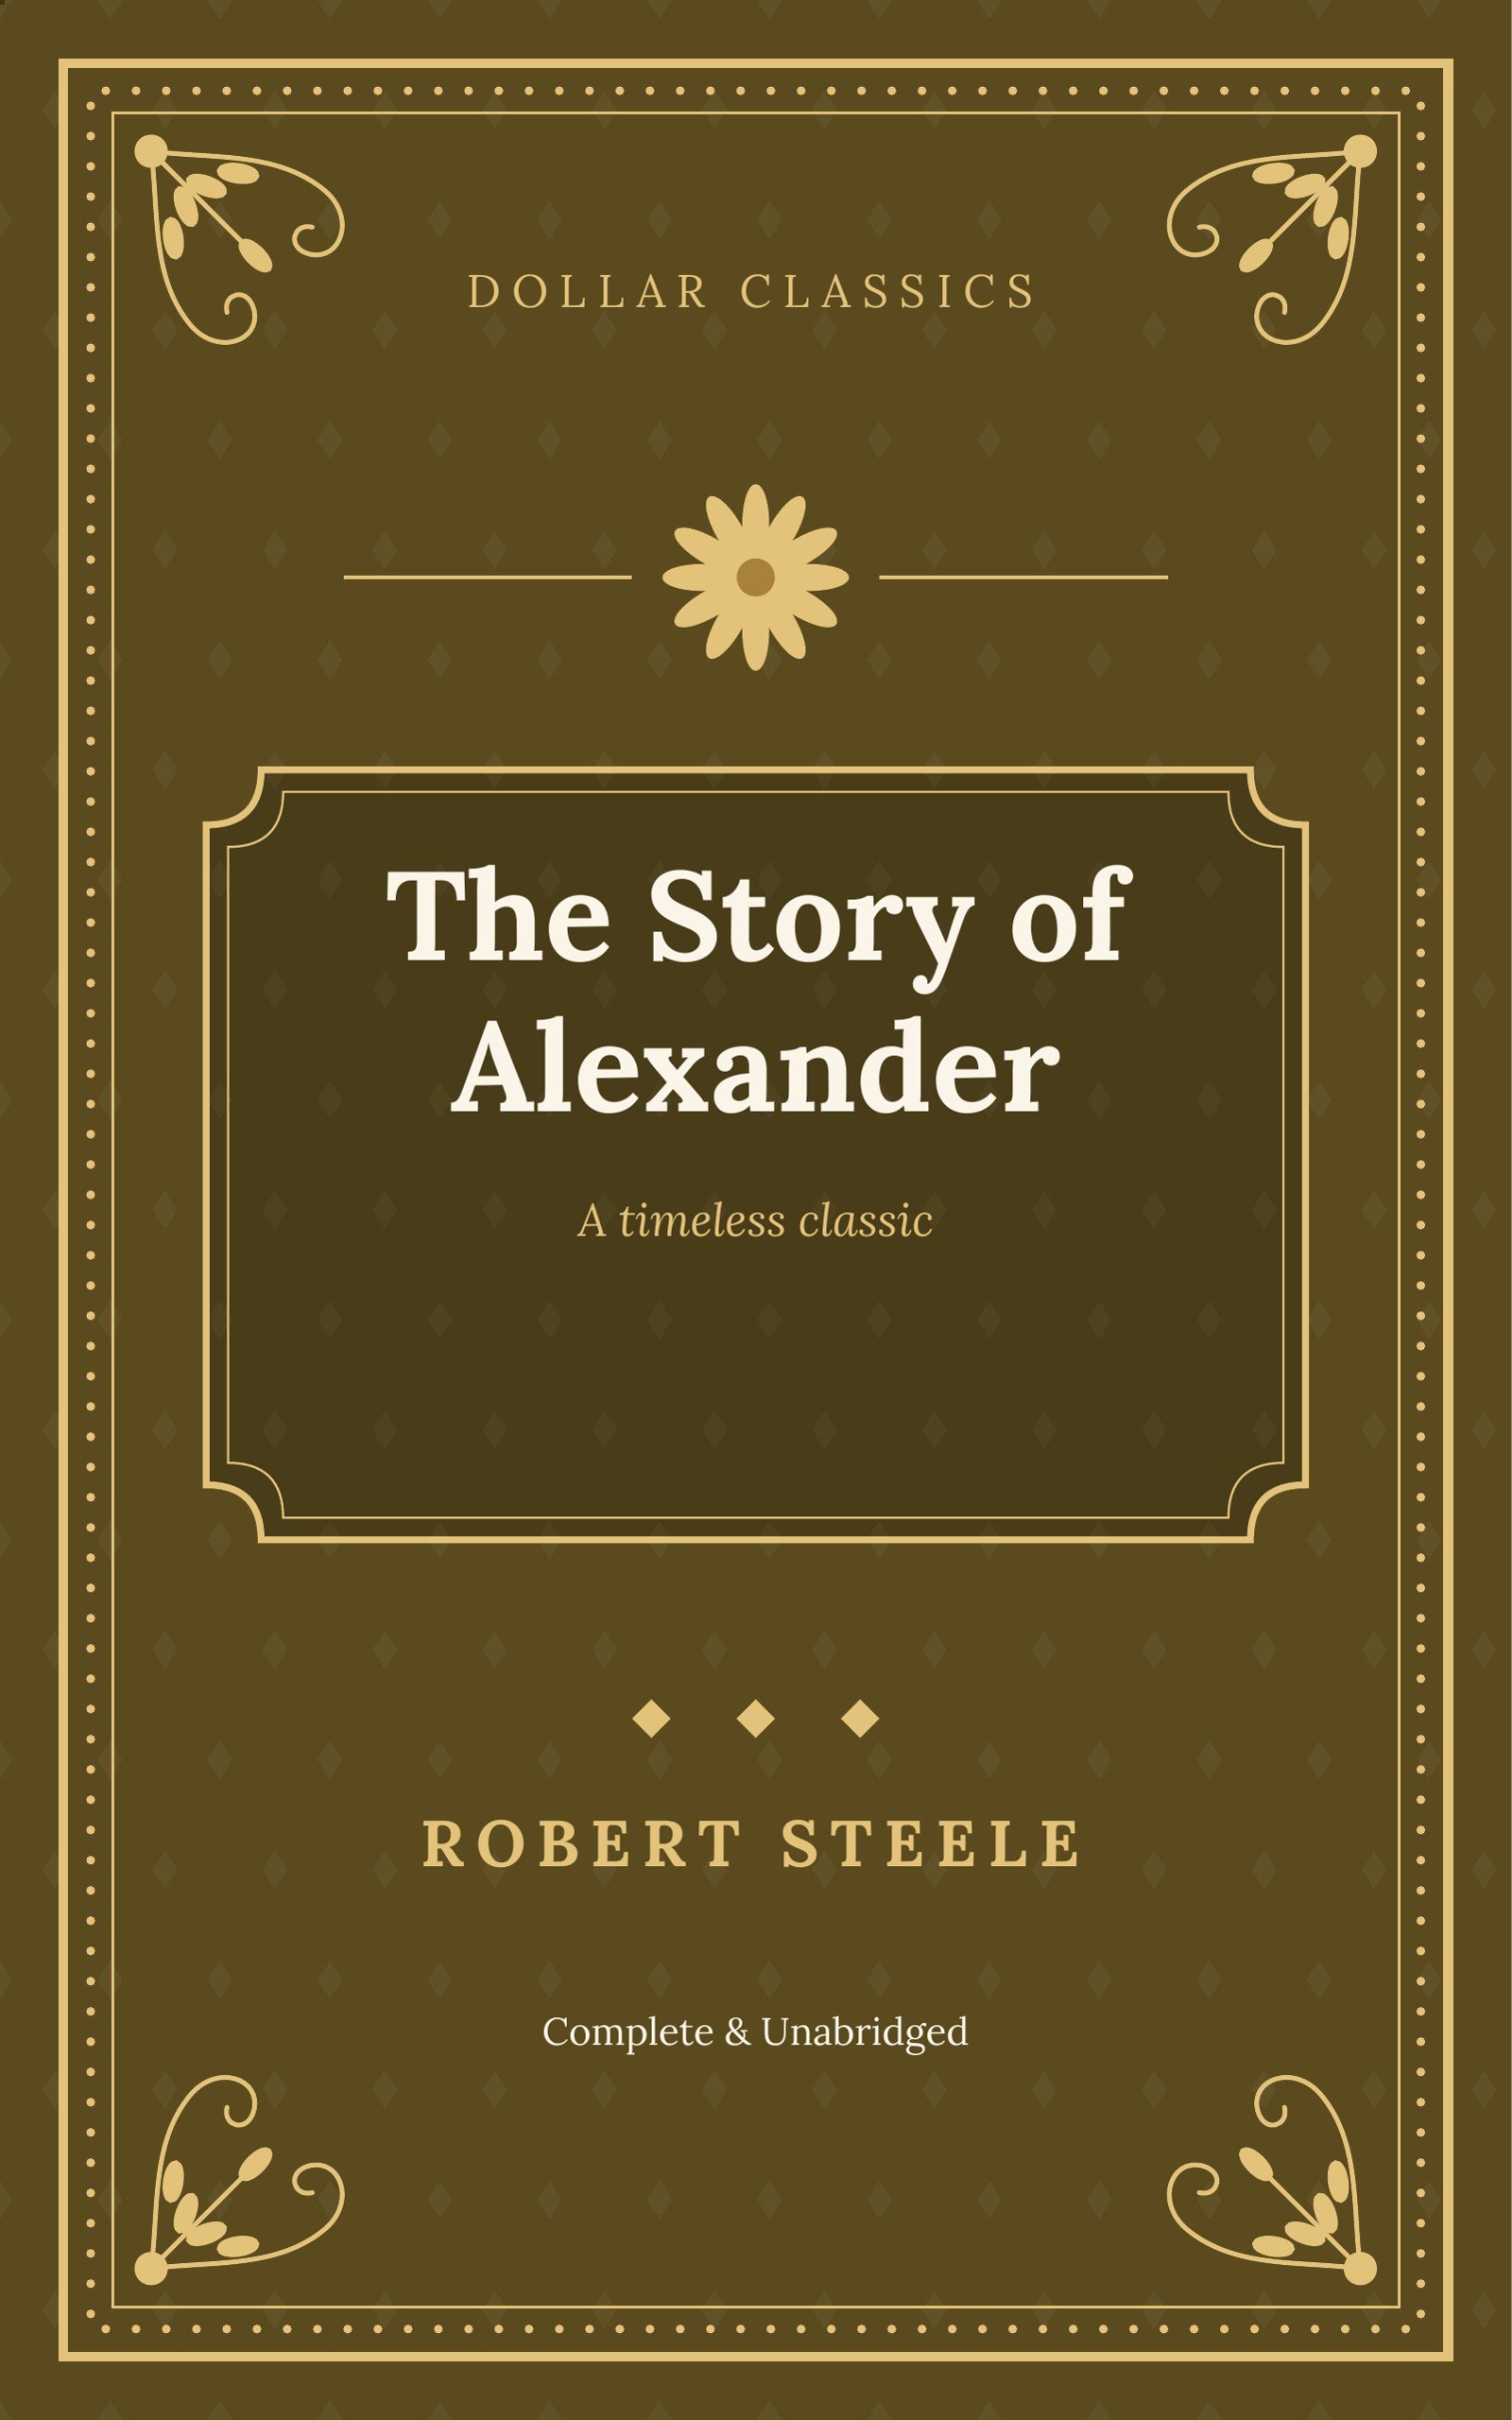 DOLLAR CLASSICS
The Story of
Alexander
A timeless classic
ROBERT STEELE
Complete & Unabridged